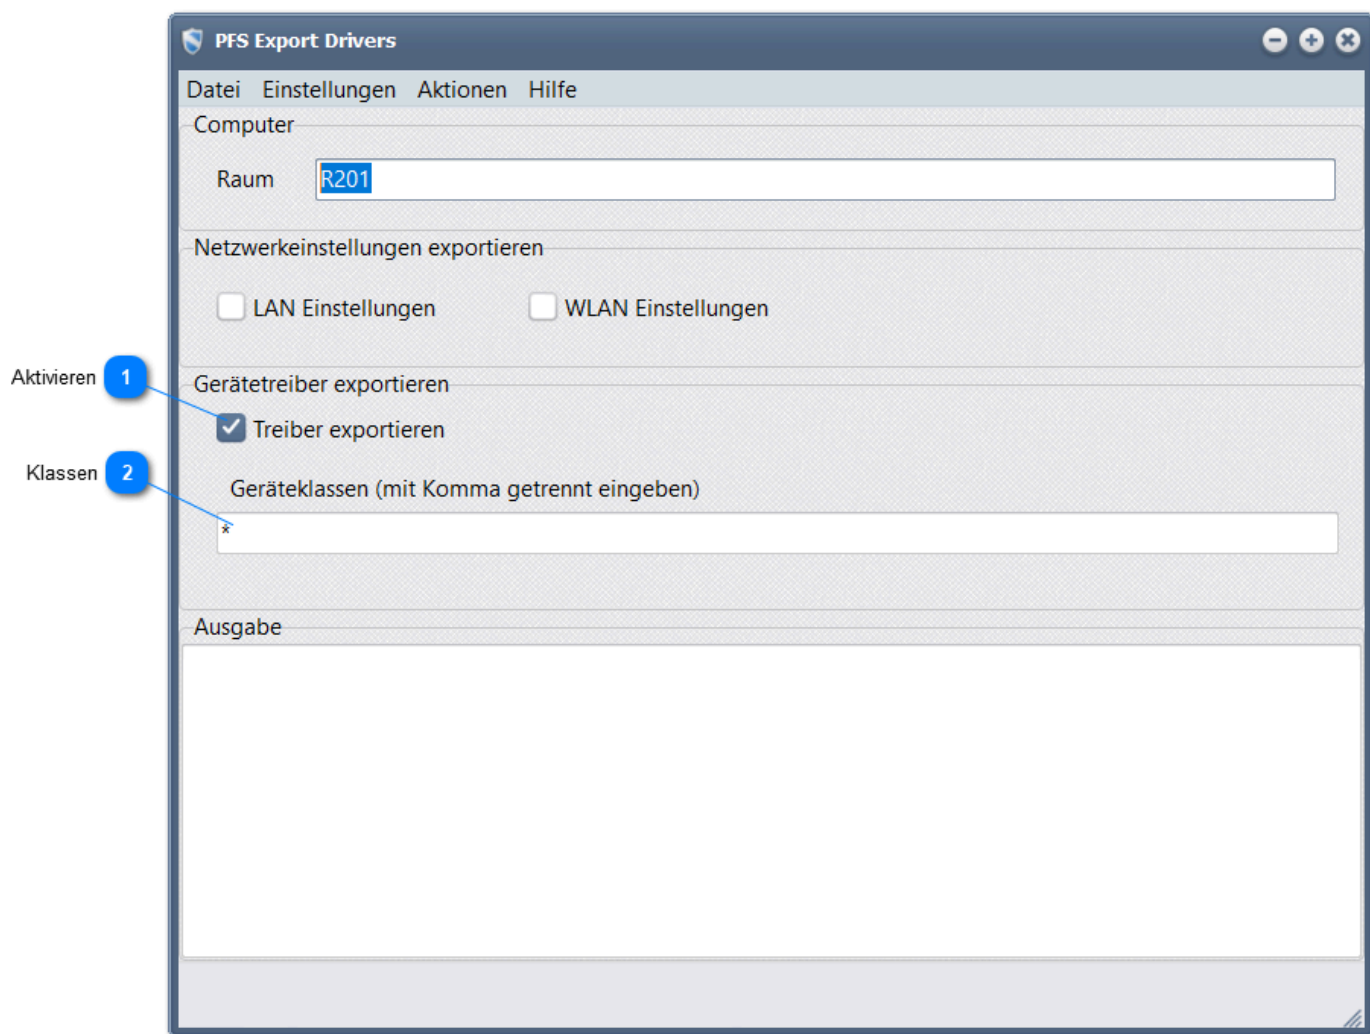 PFS Export Drivers
Datei Einstellungen Aktionen Hilfe
Computer
Raum R201
Netzwerkeinstellungen exportieren
LAN Einstellungen WLAN Einstellungen
Aktivieren 1
Gerätetreiber exportieren
Treiber exportieren
Klassen 2
Geräteklassen (mit Komma getrennt eingeben)
*
Ausgabe